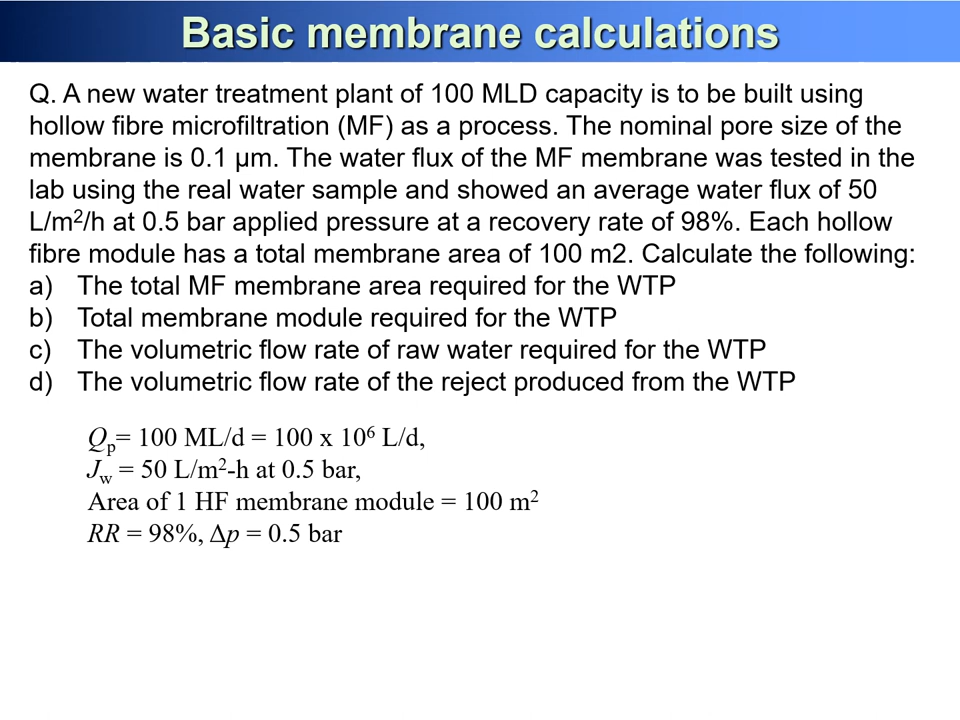 Basic membrane calculations
Q. A new water treatment plant of 100 MLD capacity is to be built using
hollow fibre microfiltration (MF) as a process. The nominal pore size of the
membrane is 0.1 µm. The water flux of the MF membrane was tested in the
lab using the real water sample and showed an average water flux of 50
L/m²/h at 0.5 bar applied pressure at a recovery rate of 98%. Each hollow
fibre module has a total membrane area of 100 m2. Calculate the following:
a) The total MF membrane area required for the WTP
b) Total membrane module required for the WTP
c) The volumetric flow rate of raw water required for the WTP
d) The volumetric flow rate of the reject produced from the WTP
Qp= 100 ML/d = 100 x 10⁶ L/d,
Jw = 50 L/m²-h at 0.5 bar,
Area of 1 HF membrane module = 100 m²
RR = 98%, Δp = 0.5 bar